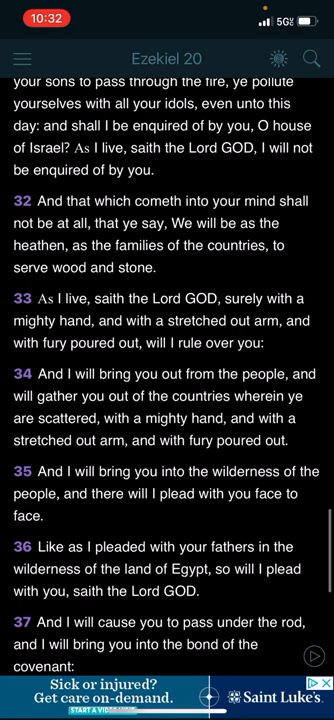 10:32
5G
Ezekiel 20
your sons to pass through the fire, ye pollute
yourselves with all your idols, even unto this
day: and shall I be enquired of by you, O house
of Israel? As I live, saith the Lord GOD, I will not
be enquired of by you.
32 And that which cometh into your mind shall
not be at all, that ye say, We will be as the
heathen, as the families of the countries, to
serve wood and stone.
33 As I live, saith the Lord GOD, surely with a
mighty hand, and with a stretched out arm, and
with fury poured out, will I rule over you:
34 And I will bring you out from the people, and
will gather you out of the countries wherein ye
are scattered, with a mighty hand, and with a
stretched out arm, and with fury poured out.
35 And I will bring you into the wilderness of the
people, and there will I plead with you face to
face.
36 Like as I pleaded with your fathers in the
wilderness of the land of Egypt, so will I plead
with you, saith the Lord GOD.
37 And I will cause you to pass under the rod,
and I will bring you into the bond of the
covenant:
Sick or injured?
Get care on-demand.
START A VID
Saint Luke's